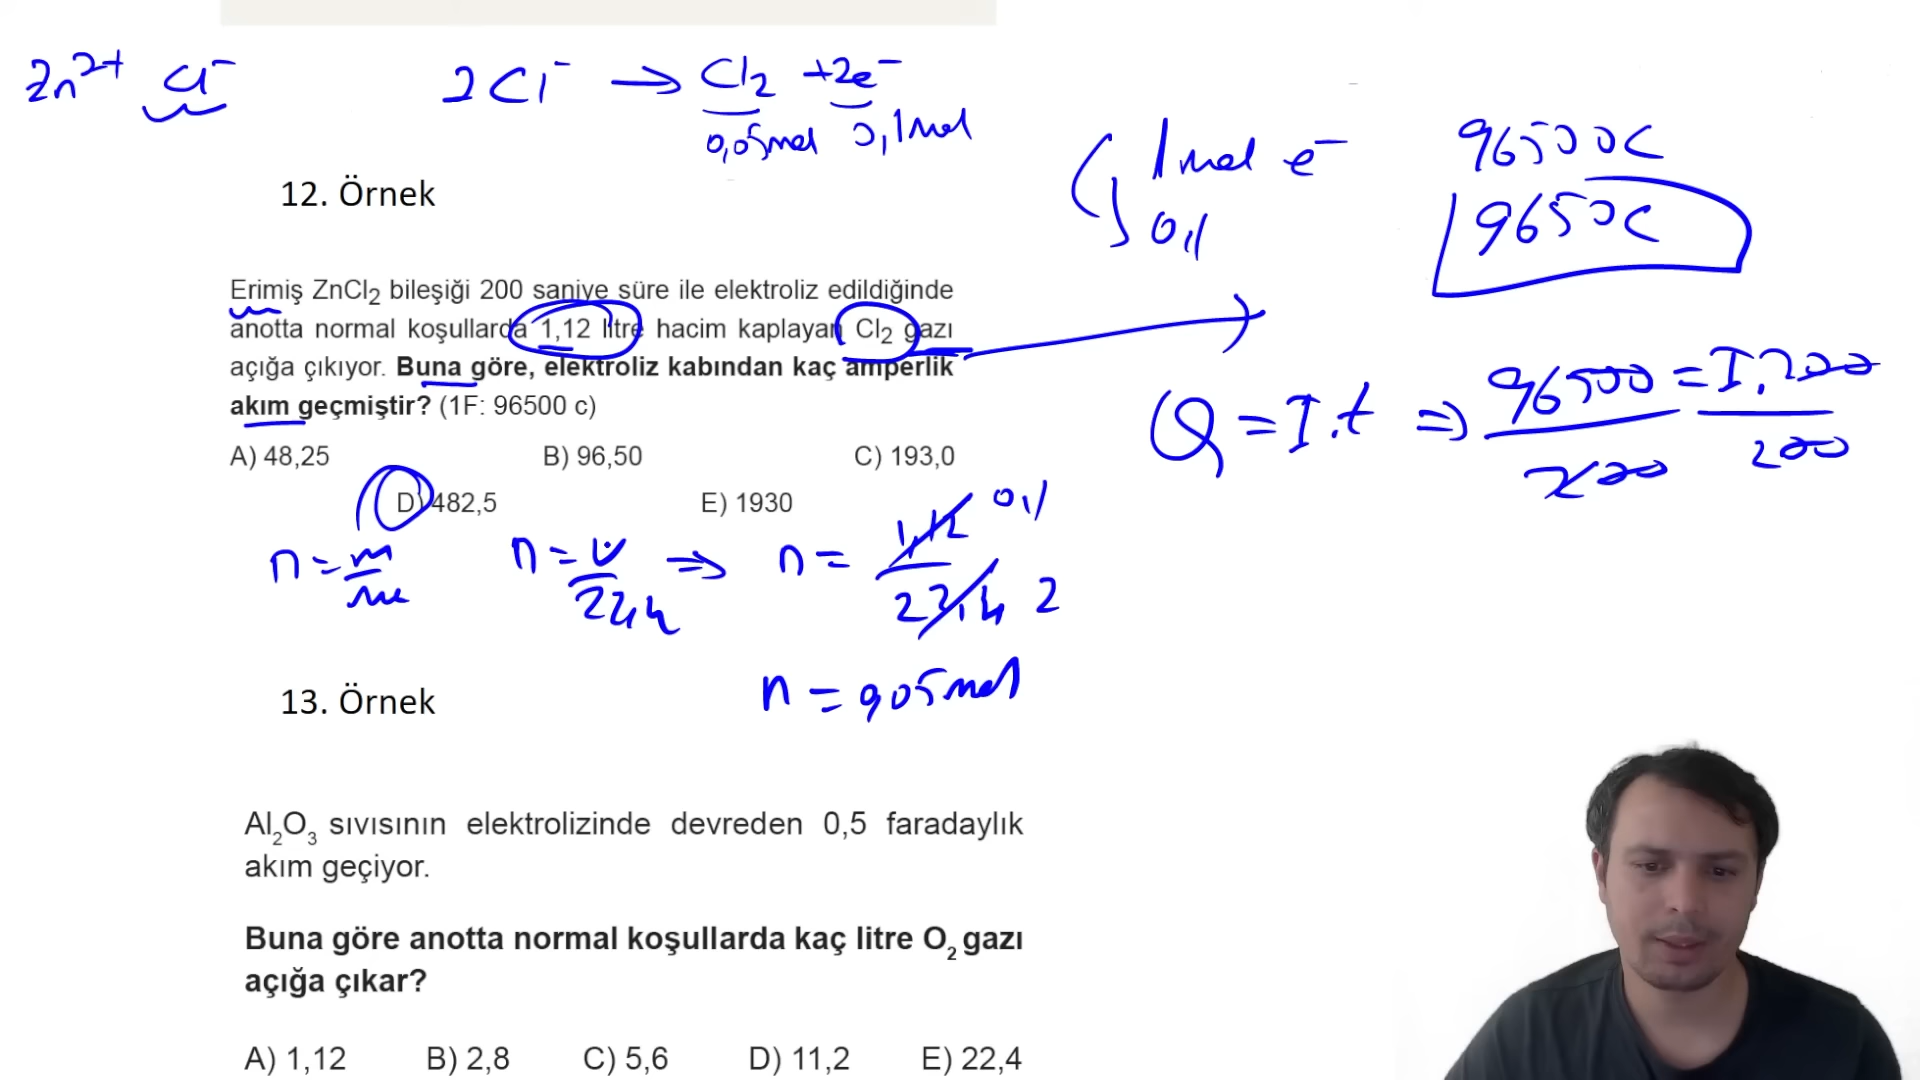 Zn2+ Cl- 2Cl- → Cl2 +2e-
0,05mol 0,1mol
1 mol e- 96500C
0,1 9650C
12. Örnek
Erimiş ZnCl2 bileşiği 200 saniye süre ile elektroliz edildiğinde
anotta normal koşullarda 1,12 litre hacim kaplayan Cl2 gazı
açığa çıkıyor. Buna göre, elektroliz kabından kaç amperlik
akım geçmiştir? (1F: 96500 c)
Q = I.t ⇒ 96500/200 = I.200/200
A) 48,25 B) 96,50 C) 193,0
D) 482,5 E) 1930
n = m/m n = v/22,4 ⇒ n = 1,12/22,4 0,1 2
n = 0,05 mol
13. Örnek
Al2O3 sıvısının elektrolizinde devreden 0,5 faradaylık
akım geçiyor.
Buna göre anotta normal koşullarda kaç litre O2 gazı
açığa çıkar?
A) 1,12 B) 2,8 C) 5,6 D) 11,2 E) 22,4